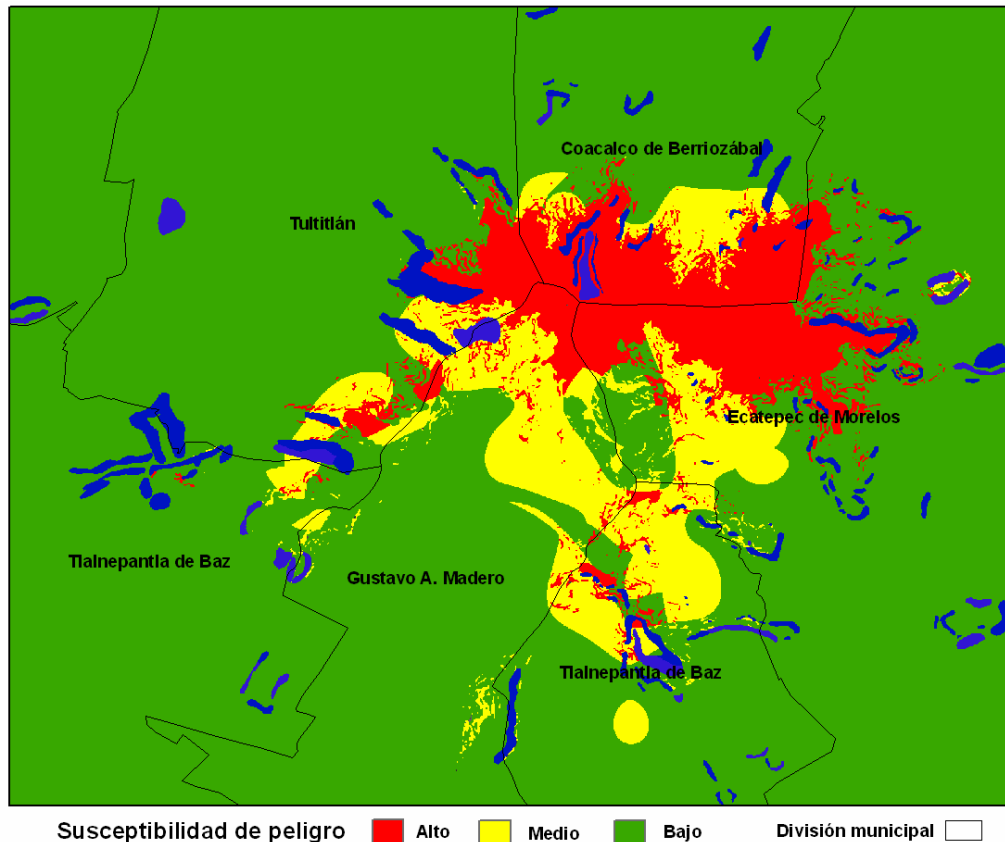 Coacalco de Berriozábal
Tultitlán
Ecatepec de Morelos
Tlalnepantla de Baz
Gustavo A. Madero
Tlalnepantla de Baz
Susceptibilidad de peligro Alto Medio Bajo División municipal